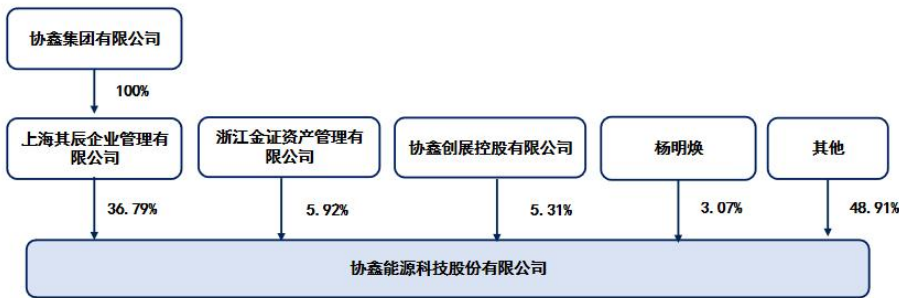 协鑫集团有限公司
100%
上海其辰企业管理有
限公司
浙江金证资产管理有
限公司
协鑫创展控股有限公司
杨明焕
其他
36.79%
5.92%
5.31%
3.07%
48.91%
协鑫能源科技股份有限公司